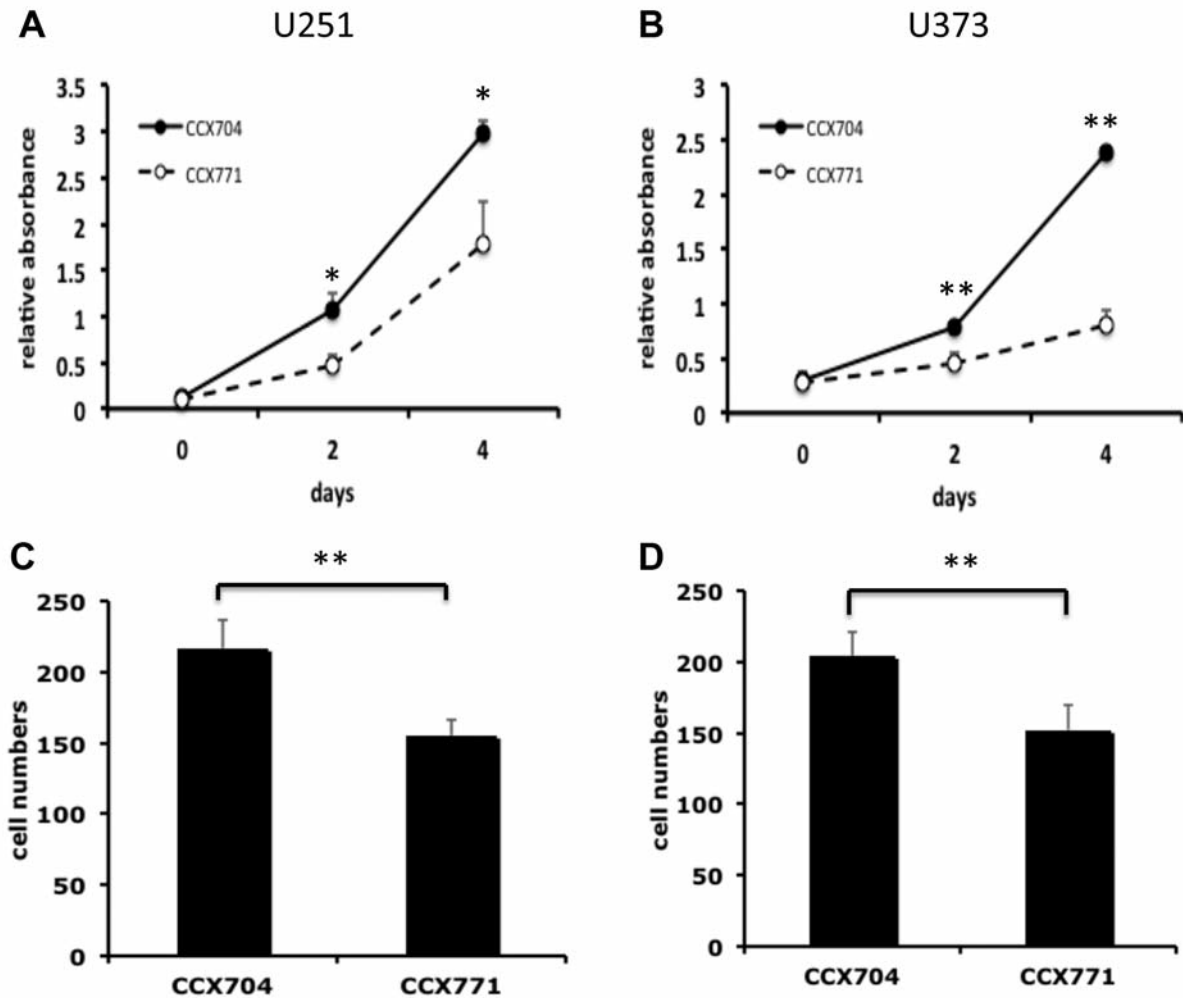 A
U251
3.5
3
2.5
2
1.5
1
0.5
0
relative absorbance
CCX704
CCX771
*
*
0
2
4
days
B
U373
3
2.5
2
1.5
1
0.5
0
relative absorbance
CCX704
CCX771
**
**
0
2
4
days
C
**
250
200
150
100
50
0
cell numbers
CCX704
CCX771
D
**
250
200
150
100
50
0
cell numbers
CCX704
CCX771